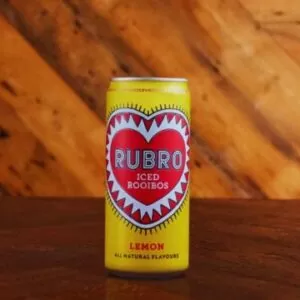 RUBRO
ICED
ROOIBOS
LEMON
ALL NATURAL FLAVOURS